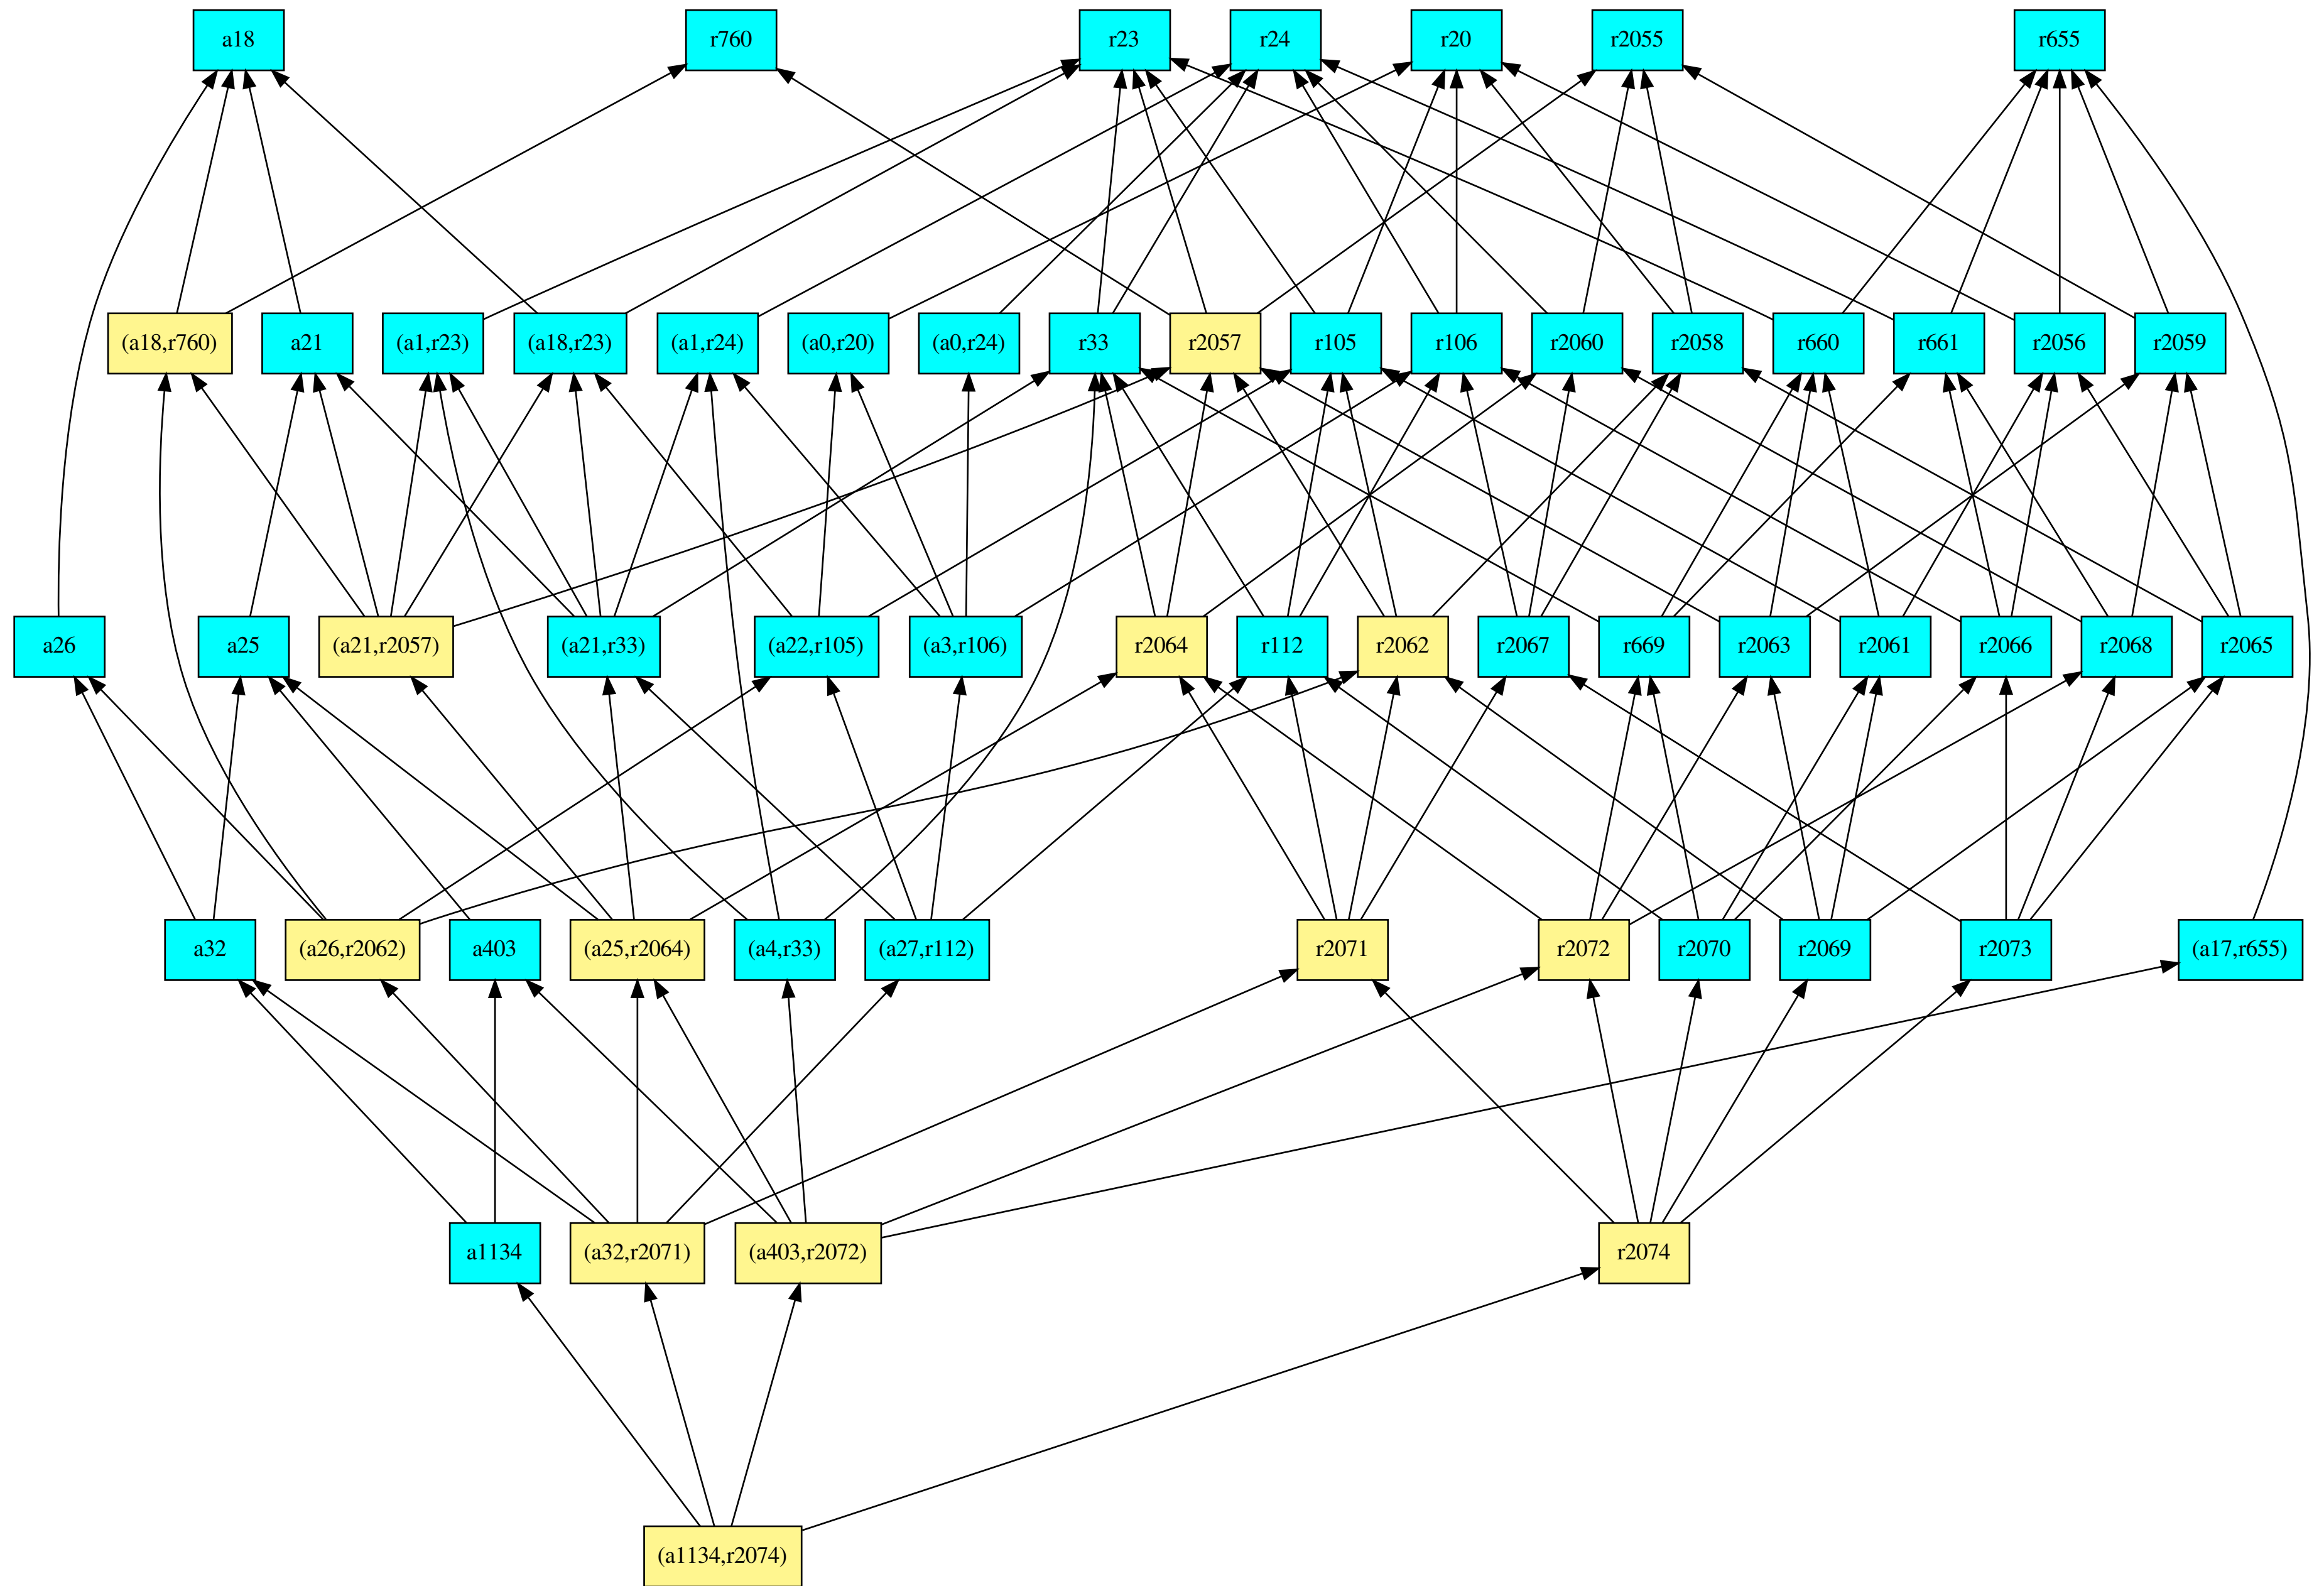 a18
r760
r23
r24
r20
r2055
r655
(a18,r760)
a21
(a1,r23)
(a18,r23)
(a1,r24)
(a0,r20)
(a0,r24)
r33
r2057
r105
r106
r2060
r2058
r660
r661
r2056
r2059
a26
a25
(a21,r2057)
(a21,r33)
(a22,r105)
(a3,r106)
r2064
r112
r2062
r2067
r669
r2063
r2061
r2066
r2068
r2065
a32
(a26,r2062)
a403
(a25,r2064)
(a4,r33)
(a27,r112)
r2071
r2072
r2070
r2069
r2073
(a17,r655)
a1134
(a32,r2071)
(a403,r2072)
r2074
(a1134,r2074)